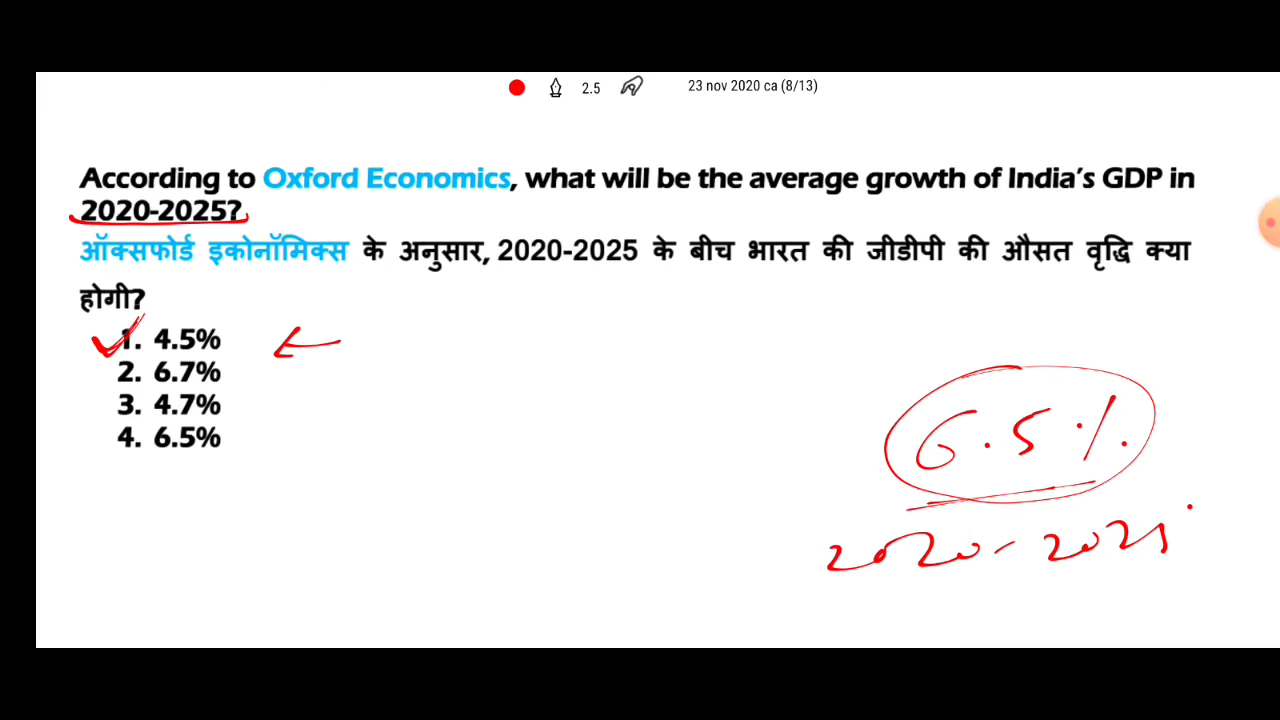 2.5 23 nov 2020 ca (8/13)
According to Oxford Economics, what will be the average growth of India's GDP in
2020-2025?
ऑक्सफोर्ड इकोनॉमिक्स के अनुसार, 2020-2025 के बीच भारत की जीडीपी की औसत वृद्धि क्या
होगी?
1. 4.5%
2. 6.7%
3. 4.7%
4. 6.5%
6.5%
2020-2025